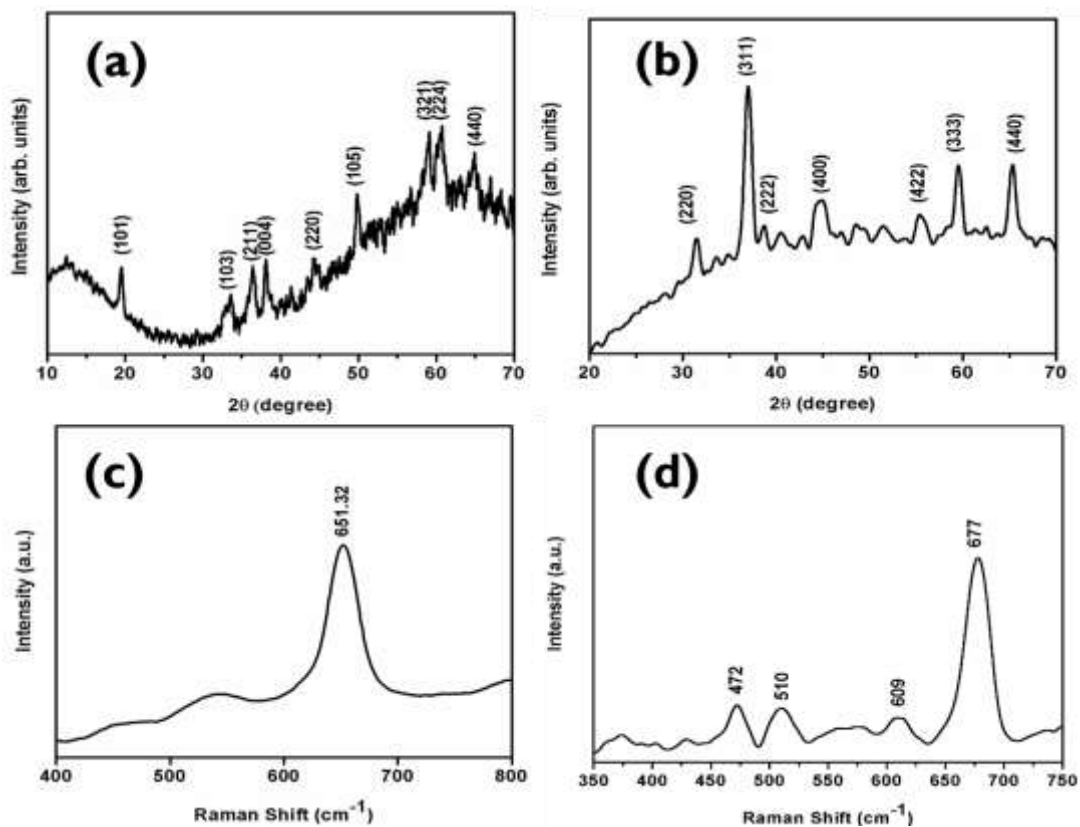 (a)
Intensity (arb. units)
(101)
(103)
(211)
(004)
(220)
(105)
(321)
(224)
(440)
10 20 30 40 50 60 70
2θ (degree)
(b)
Intensity (arb. units)
(220)
(311)
(222)
(400)
(422)
(333)
(440)
20 30 40 50 60 70
2θ (degree)
(c)
Intensity (a.u.)
651.32
400 500 600 700 800
Raman Shift (cm⁻¹)
(d)
Intensity (a.u.)
472
510
609
677
350 400 450 500 550 600 650 700 750
Raman Shift (cm⁻¹)